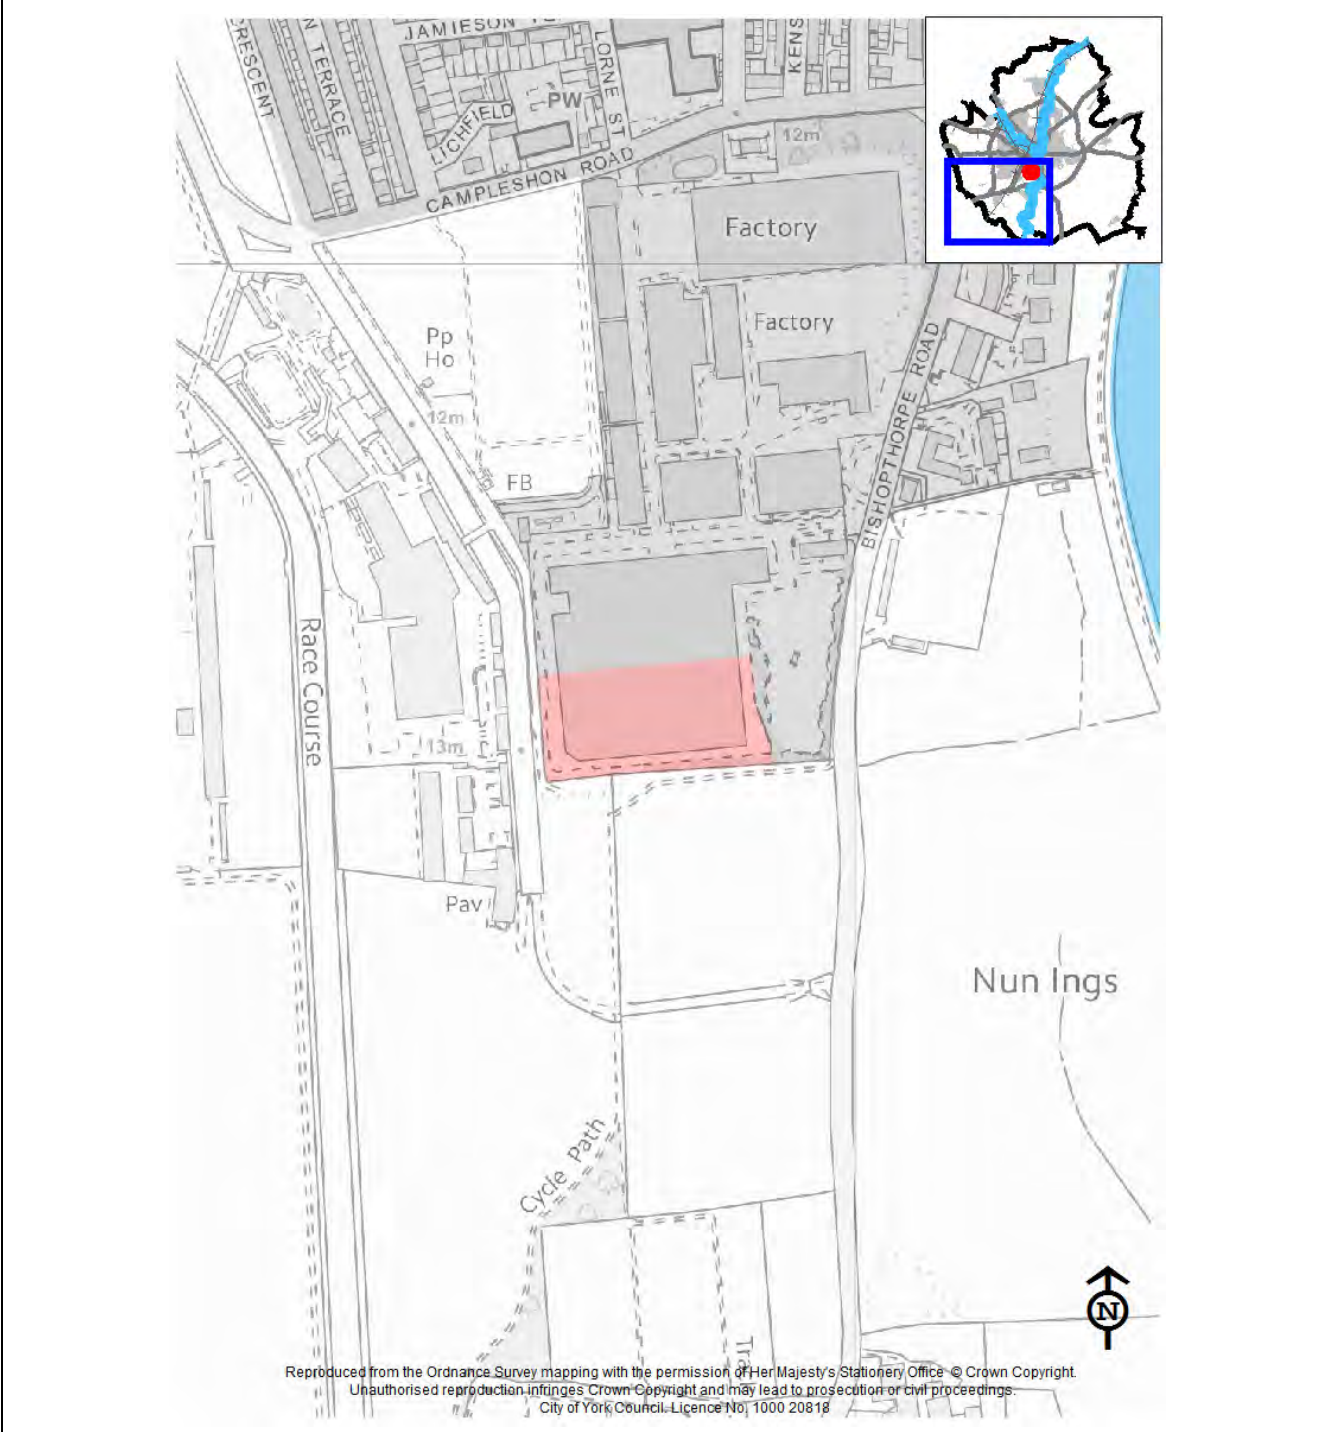 JAMIESON
CRESCENT
TERRACE
LORNE ST
KENS
PW
LICHFIELD
12m
CAMPLESHON ROAD
Factory
Pp
Ho
Factory
12m
BISHOPTHORPE ROAD
FB
Race Course
13m
Pav
Nun Ings
Cycle Path
N
Reproduced from the Ordnance Survey mapping with the permission of Her Majesty's Stationery Office © Crown Copyright.
Unauthorised reproduction infringes Crown Copyright and may lead to prosecution or civil proceedings.
City of York Council. Licence No. 1000 20818